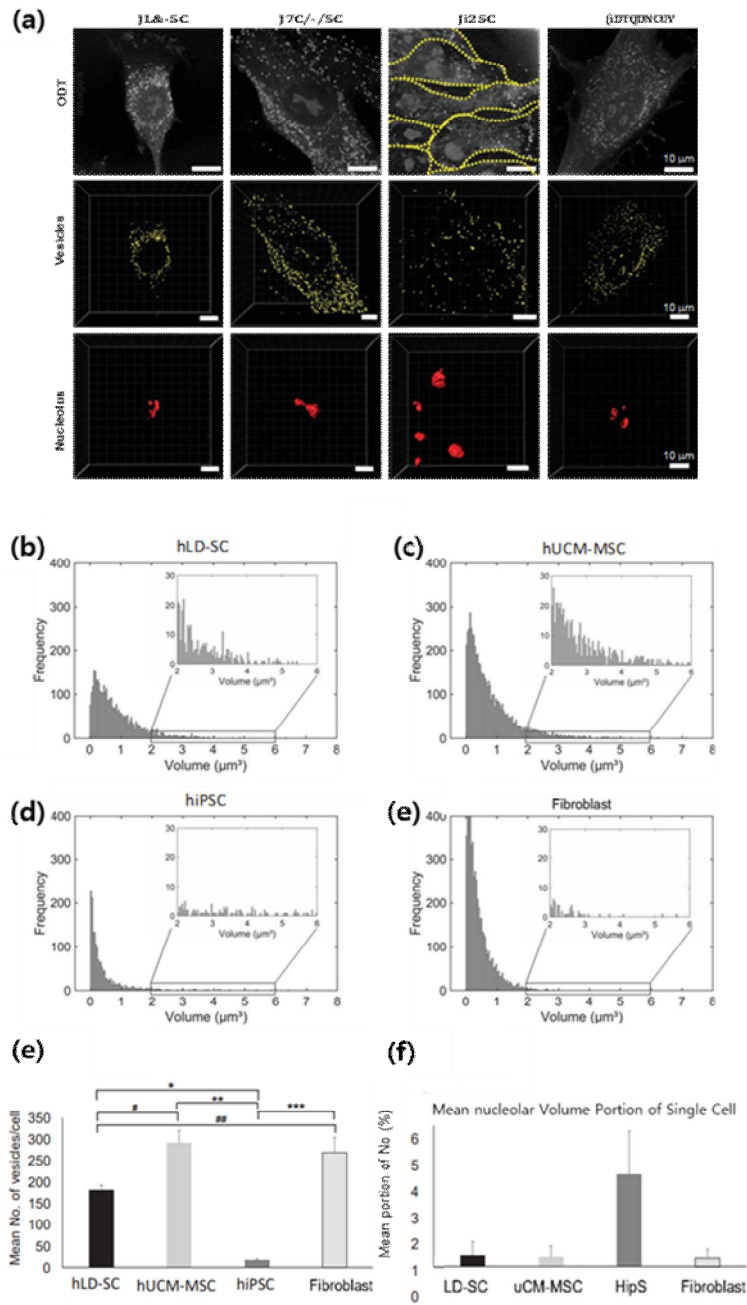 (a)
ODT
10 µm
Vesicles
10 µm
Nucleolus
10 µm
(b)
hLD-SC
400
300
200
100
0
Frequency
0 1 2 3 4 5 6 7 8
Volume (µm³)
30
20
10
0
2 3 4 5 6
Volume (µm³)
(c)
hUCM-MSC
400
300
200
100
0
Frequency
0 1 2 3 4 5 6 7 8
Volume (µm³)
30
20
10
0
2 3 4 5 6
Volume (µm³)
(d)
hiPSC
400
300
200
100
0
Frequency
0 1 2 3 4 5 6 7 8
Volume (µm³)
30
20
10
0
2 3 4 5 6
Volume (µm³)
(e)
Fibroblast
400
300
200
100
0
Frequency
0 1 2 3 4 5 6 7 8
Volume (µm³)
30
20
10
0
2 3 4 5 6
Volume (µm³)
(e)
Mean No. of vesicles/cell
350
300
250
200
150
100
50
0
*
# ** ***
##
hLD-SC hUCM-MSC hiPSC Fibroblast
(f)
Mean nucleolar Volume Portion of Single Cell
Mean portion of No (%)
6
5
4
3
2
1
0
LD-SC uCM-MSC HipS Fibroblast